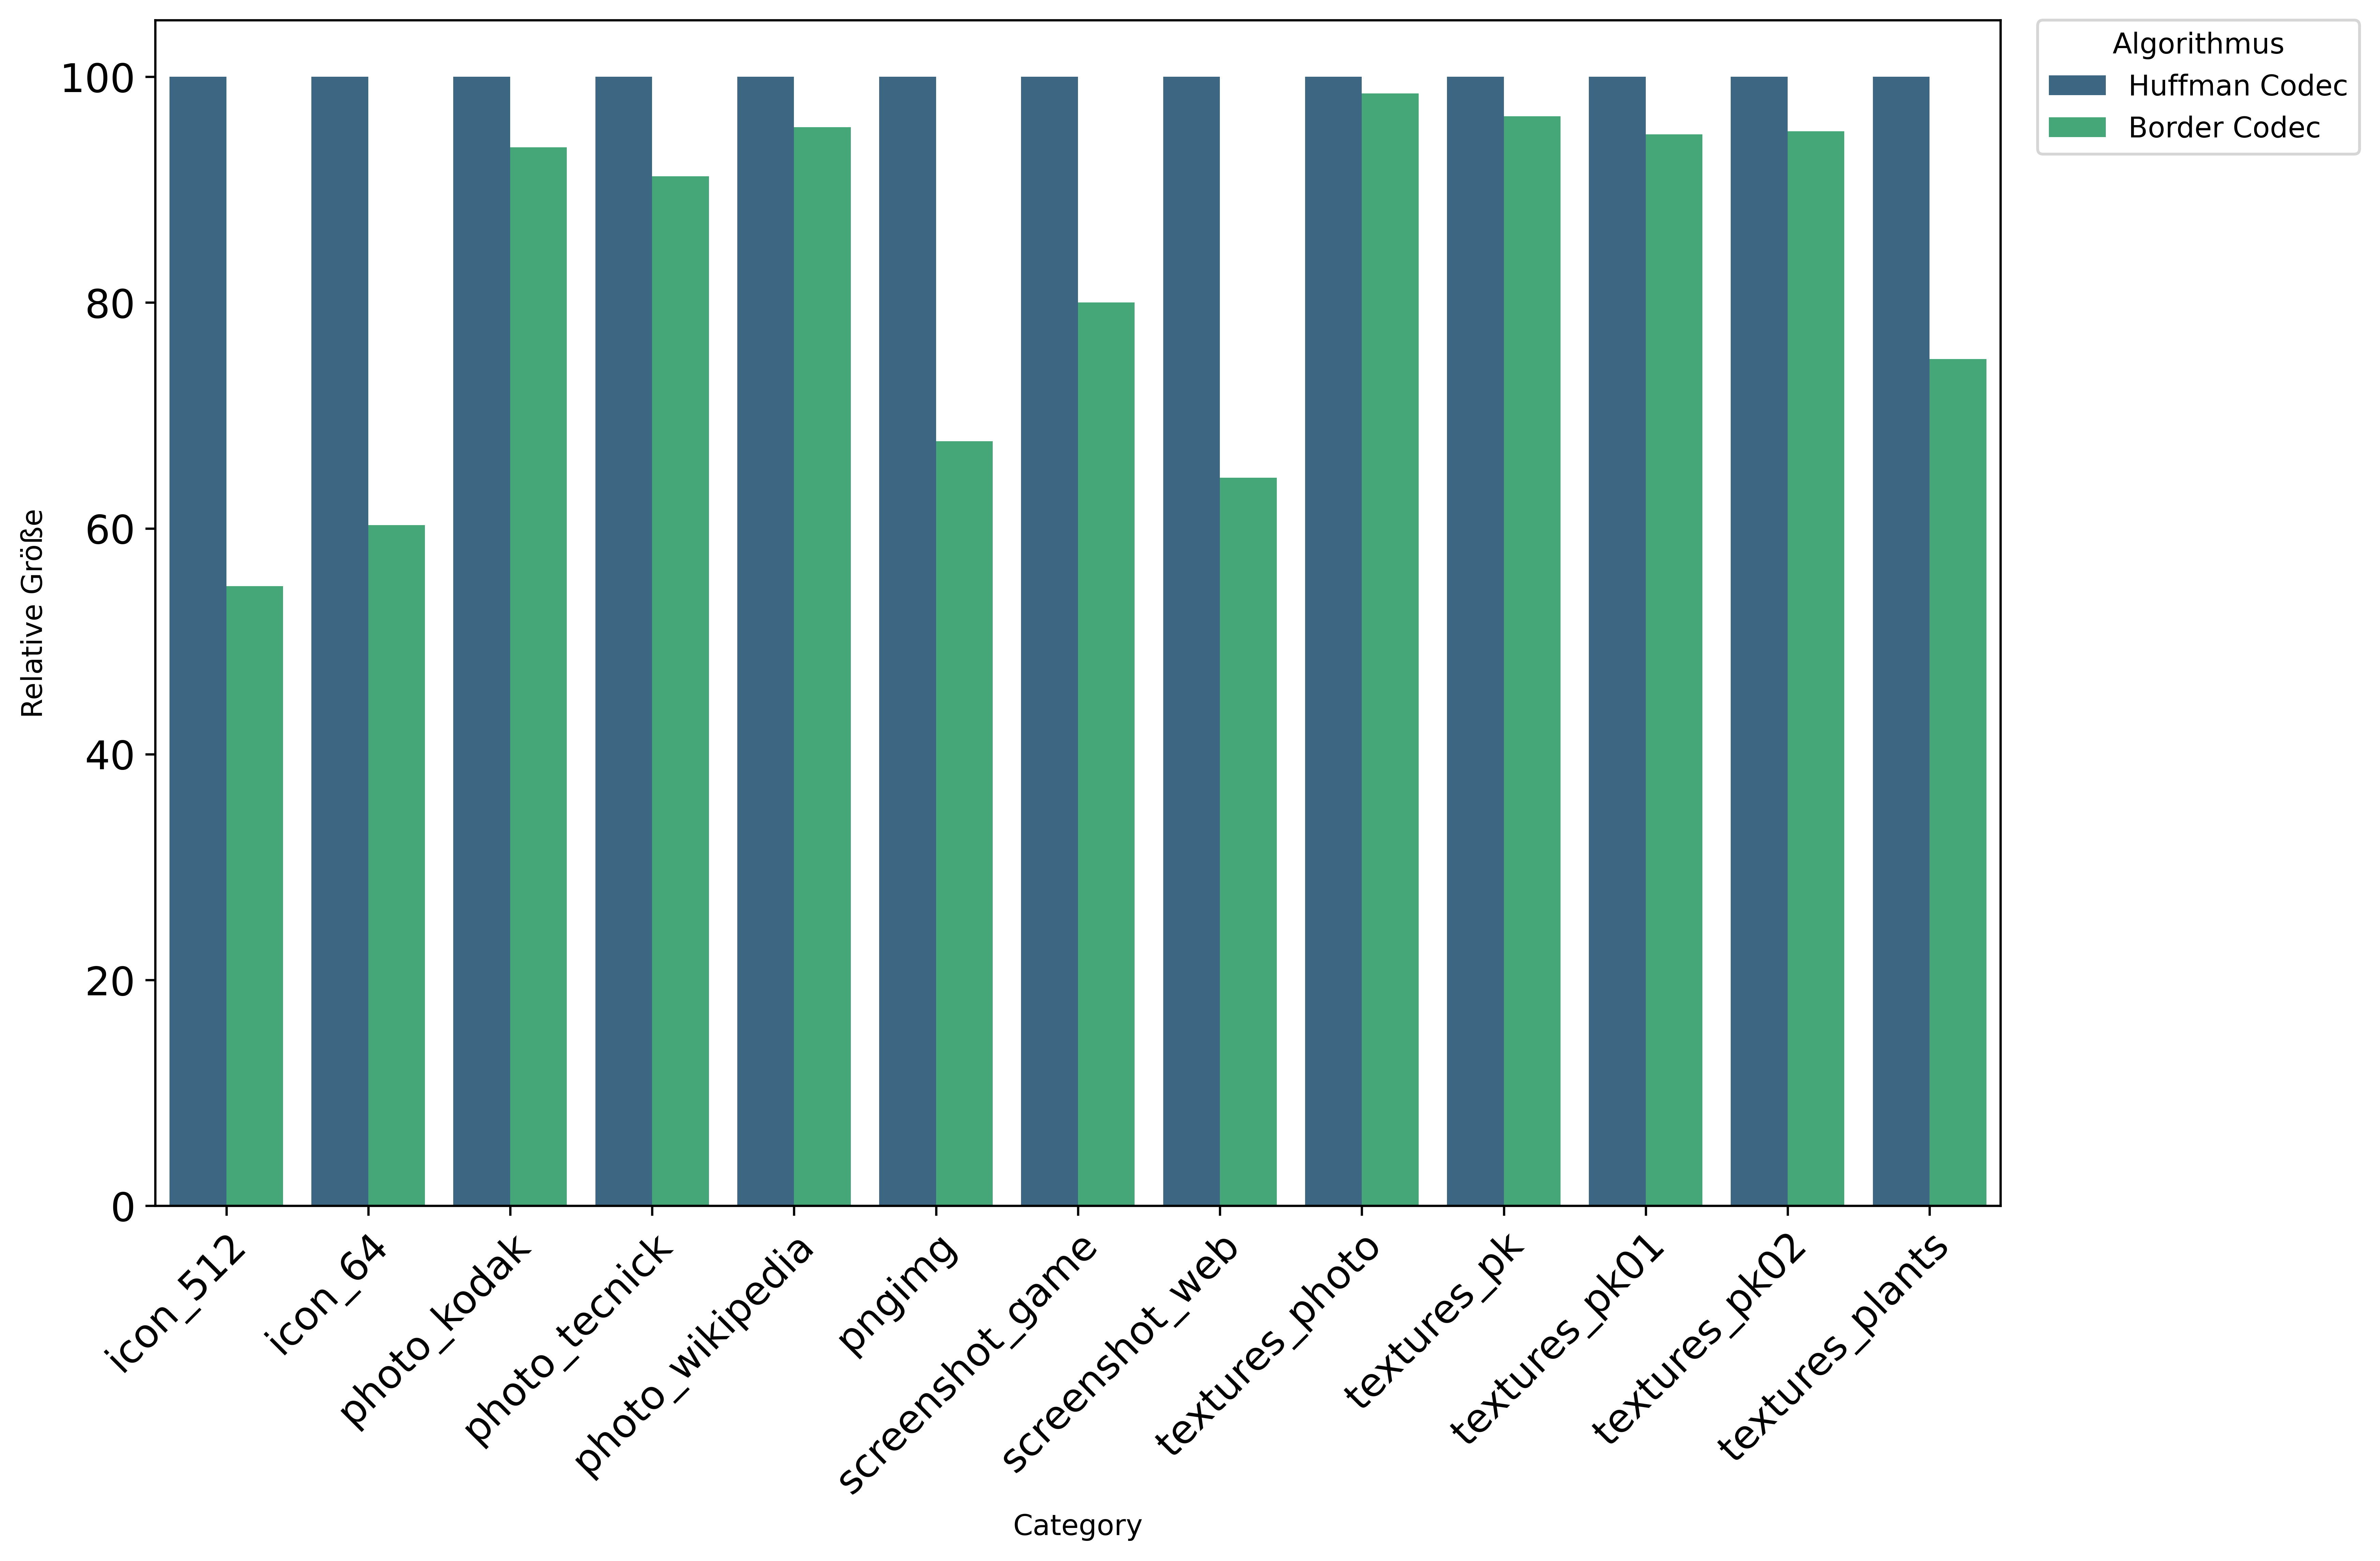 Algorithmus
Huffman Codec
Border Codec
100
80
60
40
20
0
Relative Größe
icon_512
icon_64
photo_kodak
photo_tecnick
photo_wikipedia
pngimg
screenshot_game
screenshot_web
textures_photo
textures_pk
textures_pk01
textures_pk02
textures_plants
Category